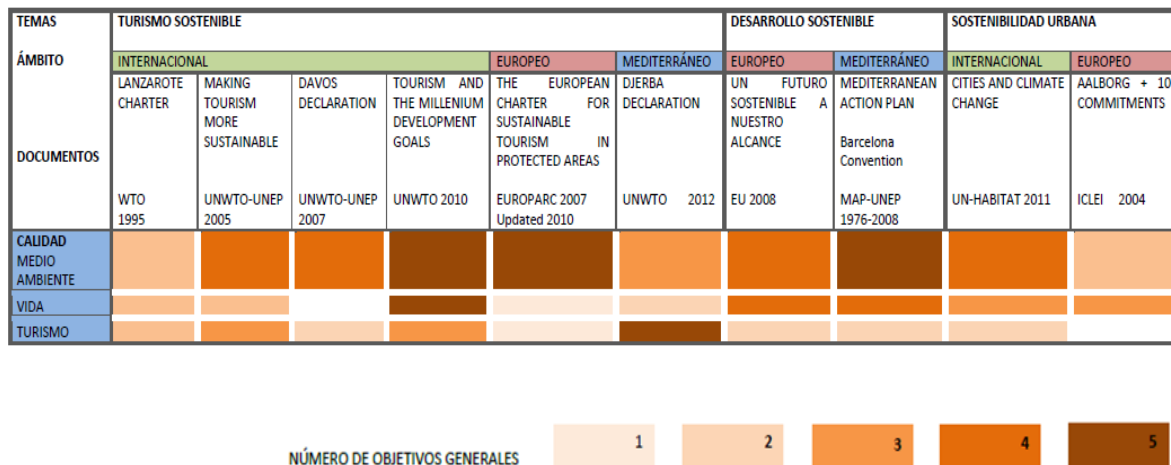 TEMAS TURISMO SOSTENIBLE DESARROLLO SOSTENIBLE SOSTENIBILIDAD URBANA
ÁMBITO INTERNACIONAL EUROPEO MEDITERRÁNEO EUROPEO MEDITERRÁNEO INTERNACIONAL EUROPEO
DOCUMENTOS
LANZAROTE
CHARTER
WTO
1995
MAKING
TOURISM
MORE
SUSTAINABLE
UNWTO-UNEP
2005
DAVOS
DECLARATION
UNWTO-UNEP
2007
TOURISM AND
THE MILLENIUM
DEVELOPMENT
GOALS
UNWTO 2010
THE EUROPEAN
CHARTER FOR
SUSTAINABLE
TOURISM IN
PROTECTED AREAS
EUROPARC 2007
Updated 2010
DJERBA
DECLARATION
UNWTO 2012
UN FUTURO
SOSTENIBLE A
NUESTRO
ALCANCE
EU 2008
MEDITERRANEAN
ACTION PLAN
Barcelona
Convention
MAP-UNEP
1976-2008
CITIES AND CLIMATE
CHANGE
UN-HABITAT 2011
AALBORG + 10
COMMITMENTS
ICLEI 2004
CALIDAD
MEDIO
AMBIENTE
VIDA
TURISMO
NÚMERO DE OBJETIVOS GENERALES 1 2 3 4 5